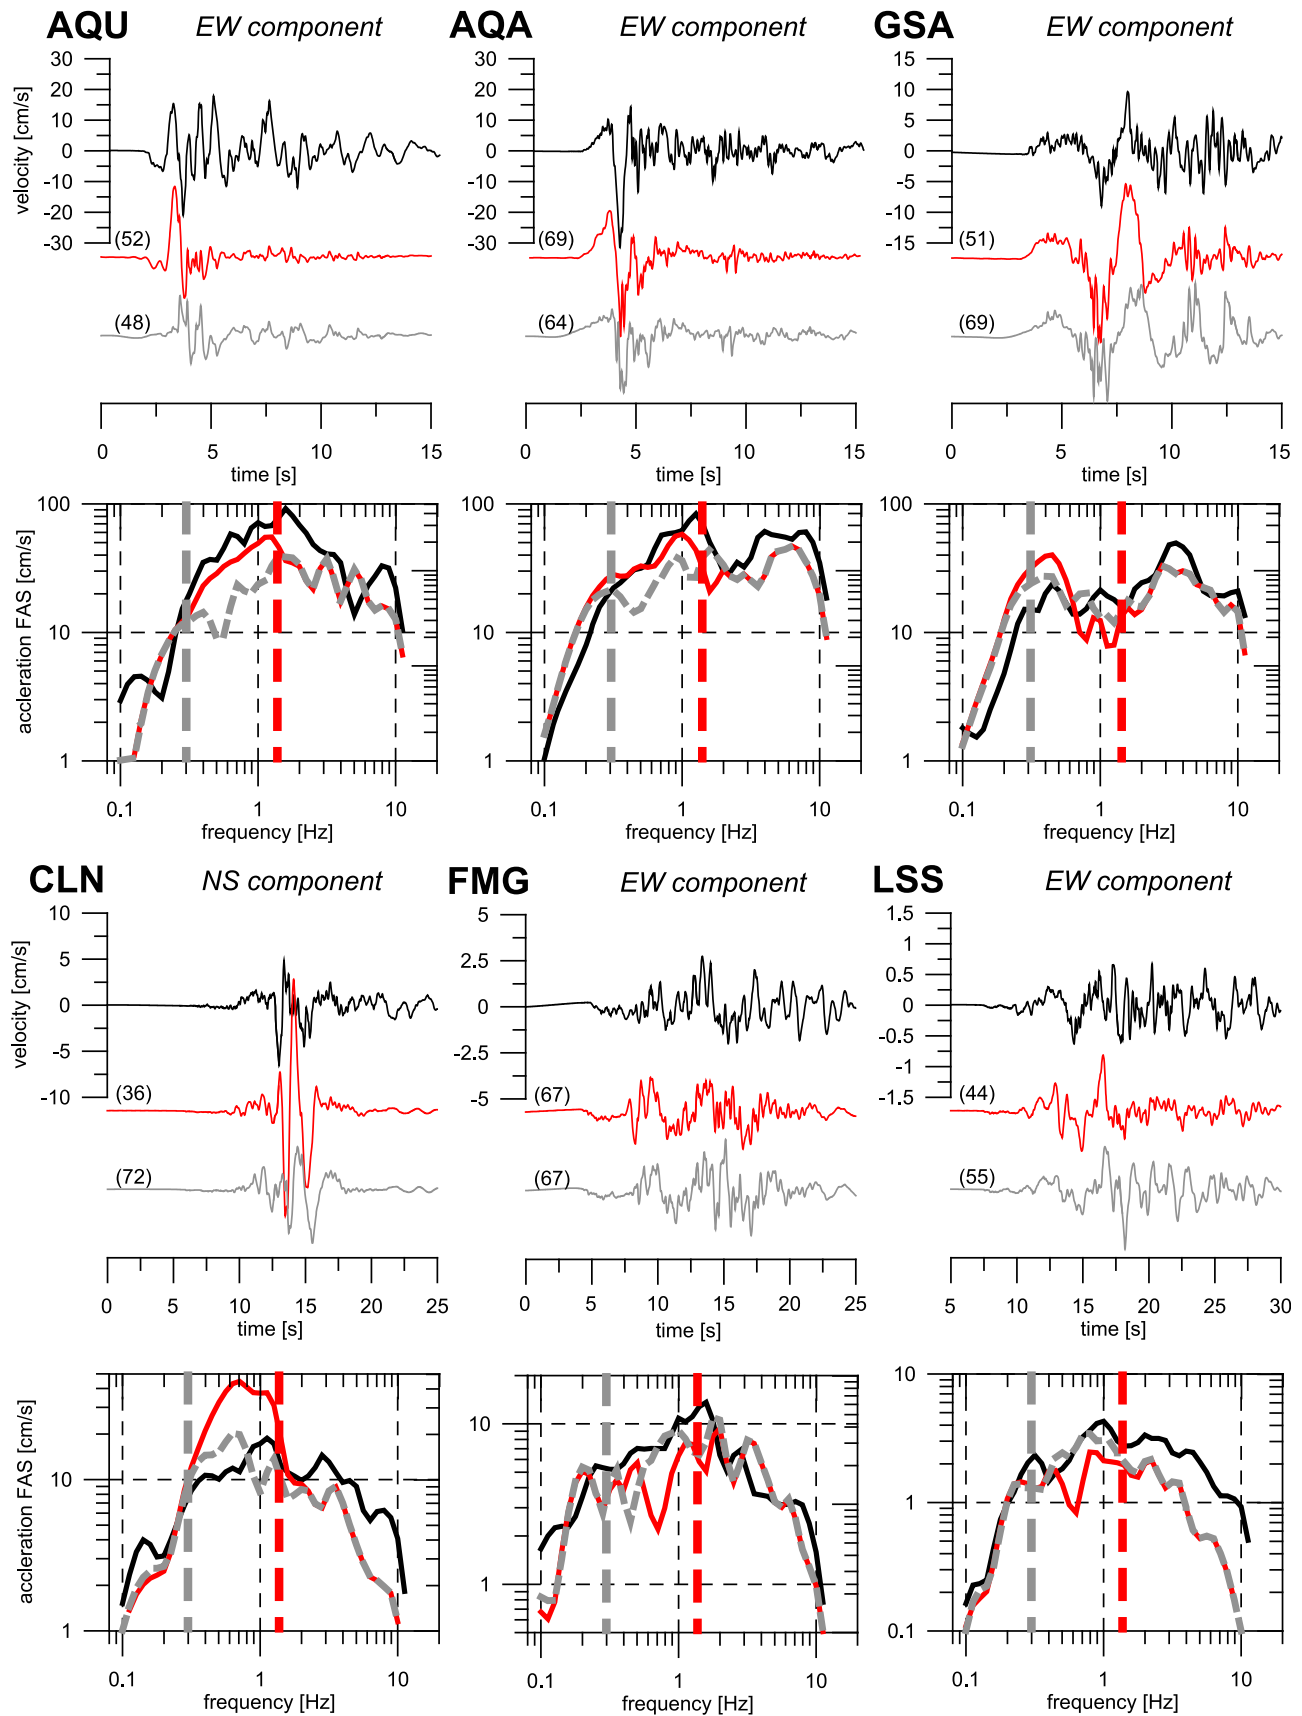 AQU EW component AQA EW component GSA EW component
30 30 15
20 20 10
10 10 5
0 0 0
-10 -10 -5
-20 -20 -10
-30 -30 -15
velocity [cm/s]
(52) (69) (51)
(48) (64) (69)
0 5 10 15 0 5 10 15 0 5 10 15
time [s] time [s] time [s]
100 100 100
10 10 10
1 1 1
accleration FAS [cm/s]
0.1 1 10 0.1 1 10 0.1 1 10
frequency [Hz] frequency [Hz] frequency [Hz]
CLN NS component FMG EW component LSS EW component
10 5 1.5
5 2.5 1
0.5
0 0 0
-5 -2.5 -0.5
-1
-10 -5 -1.5
velocity [cm/s]
(36) (67) (44)
(72) (67) (55)
0 5 10 15 20 25 0 5 10 15 20 25 5 10 15 20 25 30
time [s] time [s] time [s]
10 10 10
1 1 1
0.1
accleration FAS [cm/s]
0.1 1 10 0.1 1 10 0.1 1 10
frequency [Hz] frequency [Hz] frequency [Hz]